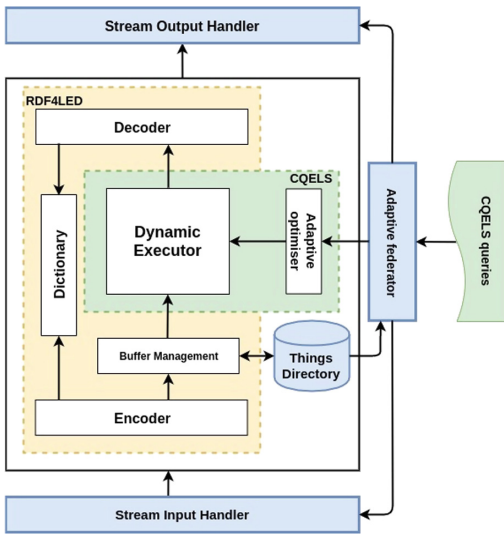 Stream Output Handler
RDF4LED
Decoder
CQELS
Dictionary
Dynamic
Executor
Adaptive
optimiser
Adaptive federator
CQELS queries
Buffer Management
Things
Directory
Encoder
Stream Input Handler